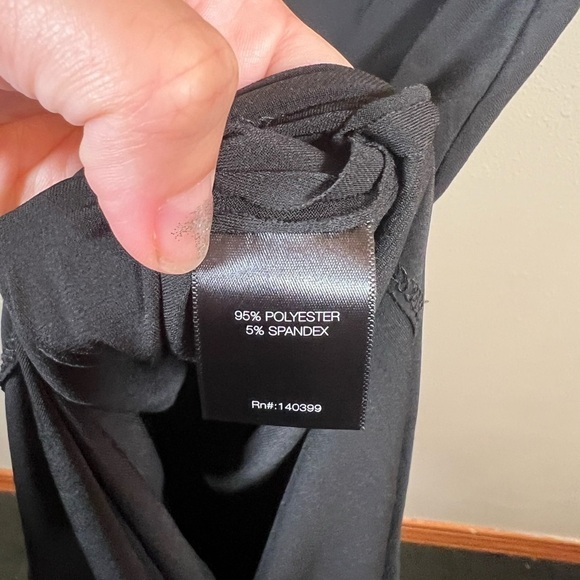 95% POLYESTER
5% SPANDEX
Rn#:140399